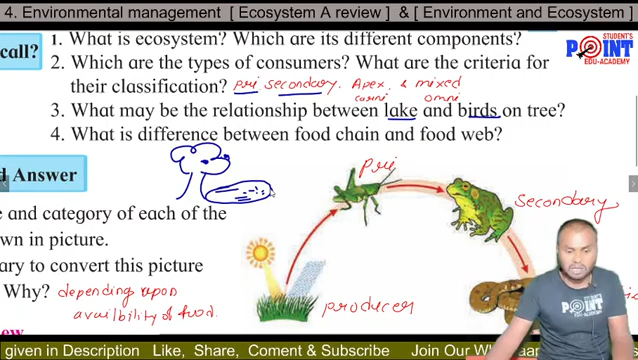 4. Environmental management [ Ecosystem A review ] & [ Environment and Ecosystem ]
STUDENT'S
POINT
EDU-ACADEMY
call?
1. What is ecosystem? Which are its different components?
2. Which are the types of consumers? What are the criteria for
their classification? pri secondary. Apex & mixed
carni omni
3. What may be the relationship between lake and birds on tree?
4. What is difference between food chain and food web?
d Answer
pri
e and category of each of the
secondary
wn in picture.
ary to convert this picture
Why? depending upon
availbility of food.
producer
POINT
given in Description Like, Share, Coment & Subscribe Join Our Wh